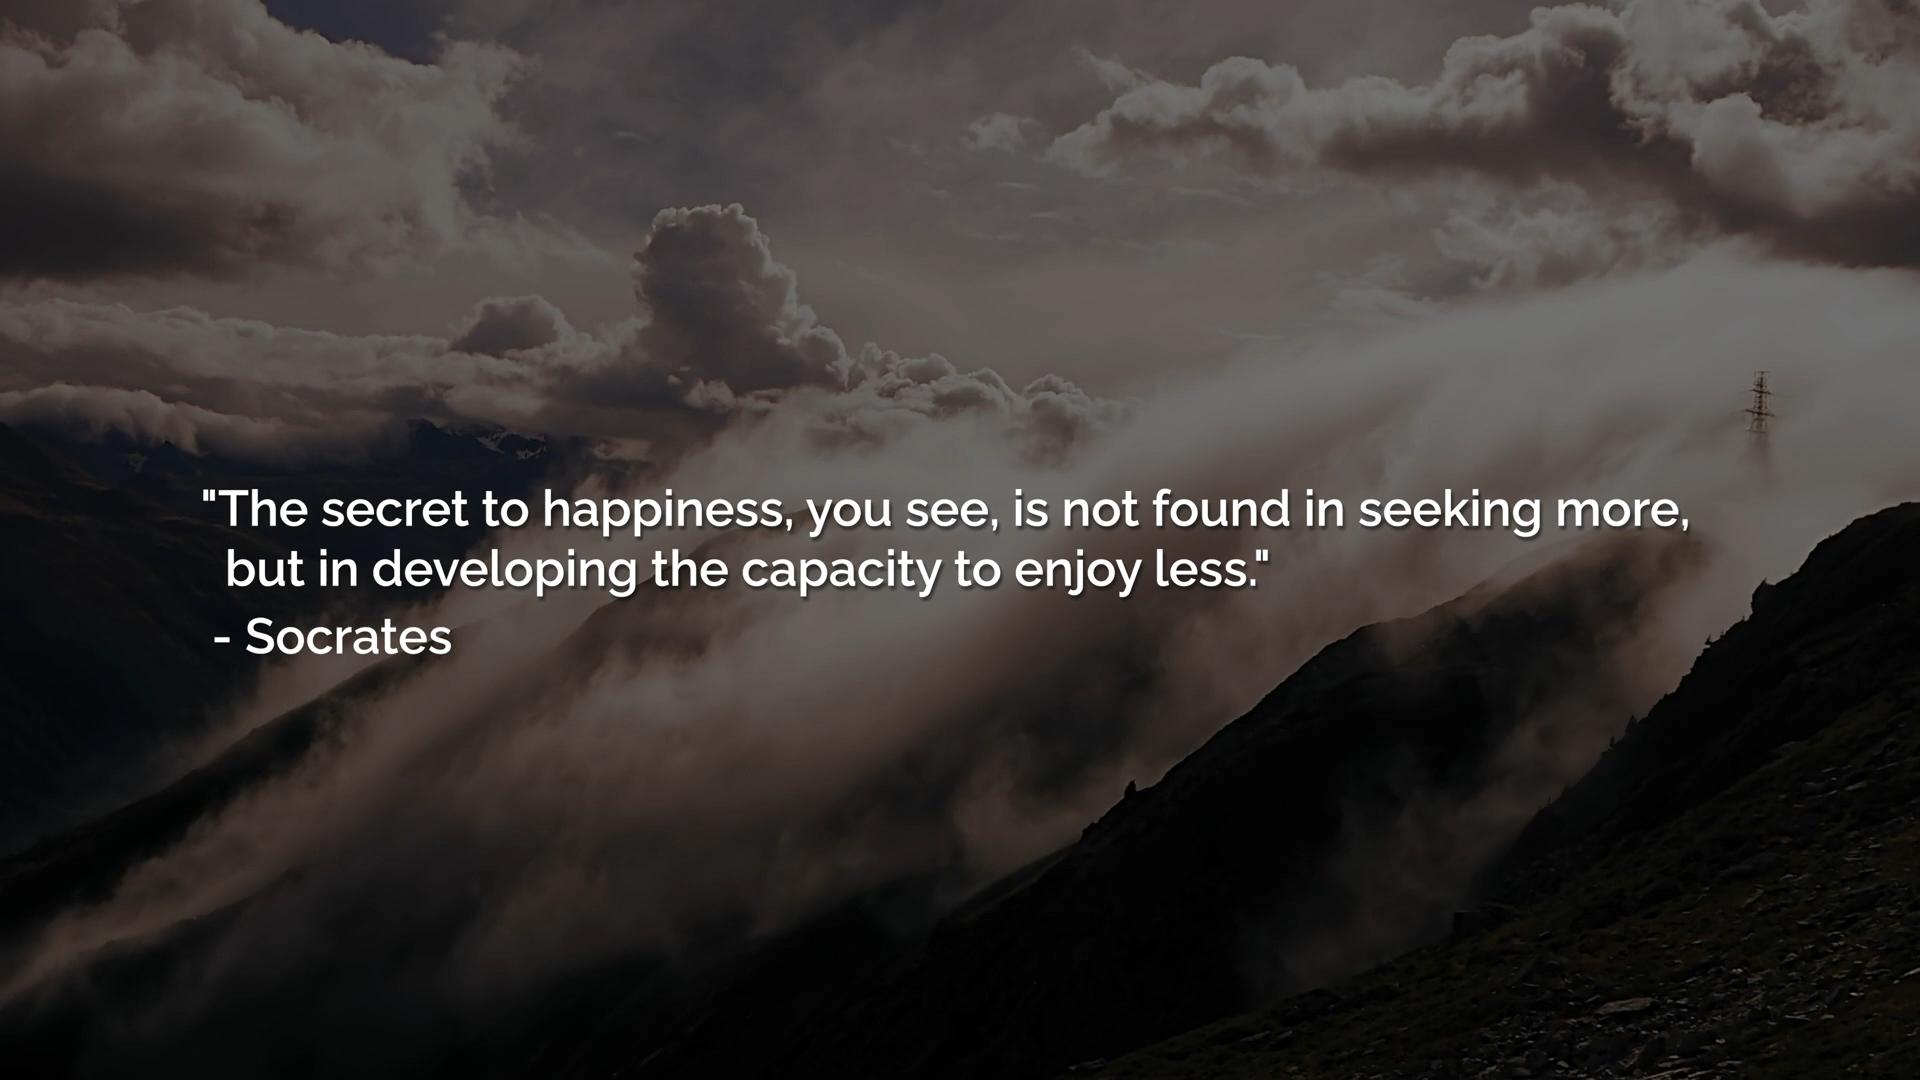 "The secret to happiness, you see, is not found in seeking more,
but in developing the capacity to enjoy less."
- Socrates